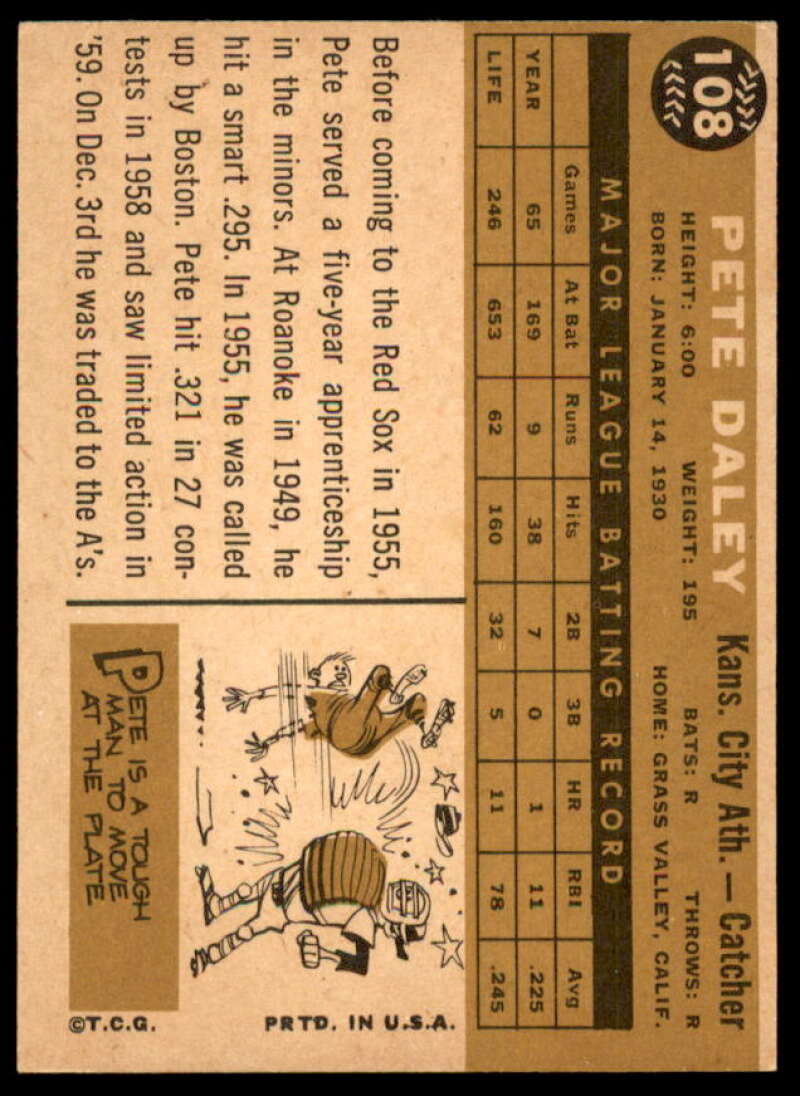 108
PETE DALEY Kans. City Ath. — Catcher
HEIGHT: 6:00 WEIGHT: 195 BATS: R THROWS: R
BORN: JANUARY 14, 1930 HOME: GRASS VALLEY, CALIF.
MAJOR LEAGUE BATTING RECORD
Games At Bat Runs Hits 2B 3B HR RBI Avg
YEAR 65 169 9 38 7 0 1 11 .225
LIFE 246 653 62 160 32 5 11 78 .245
Before coming to the Red Sox in 1955,
Pete served a five-year apprenticeship
in the minors. At Roanoke in 1949, he
hit a smart .295. In 1955, he was called
up by Boston. Pete hit .321 in 27 con-
tests in 1958 and saw limited action in
'59. On Dec. 3rd he was traded to the A's.
PETE IS A TOUGH
MAN TO MOVE
AT THE PLATE
©T.C.G. PRTD. IN U.S.A.